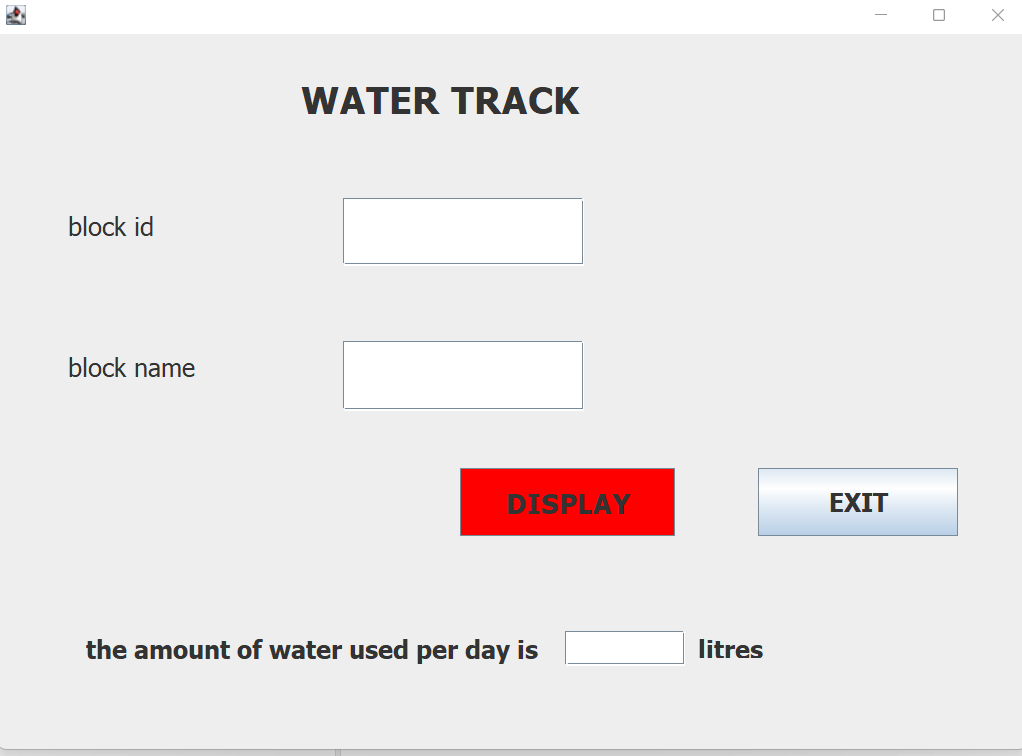 WATER TRACK
block id
block name
DISPLAY
EXIT
the amount of water used per day is litres